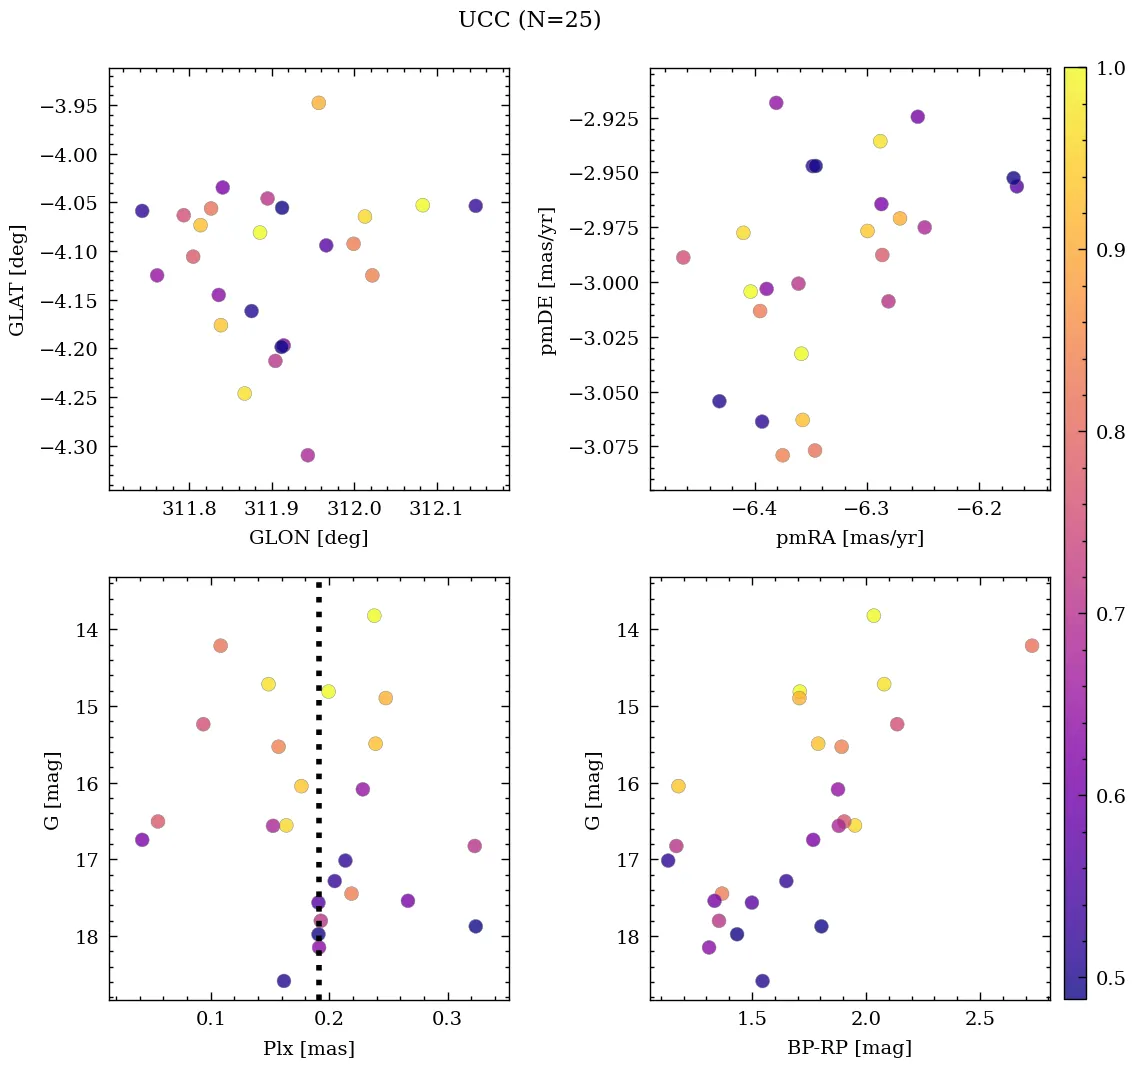 UCC (N=25)
−3.95
−4.00
−4.05
−4.10
−4.15
−4.20
−4.25
−4.30
GLAT [deg]
311.8 311.9 312.0 312.1
GLON [deg]
−2.925
−2.950
−2.975
−3.000
−3.025
−3.050
−3.075
pmDE [mas/yr]
−6.4 −6.3 −6.2
pmRA [mas/yr]
14
15
16
17
18
G [mag]
0.1 0.2 0.3
Plx [mas]
14
15
16
17
18
G [mag]
1.5 2.0 2.5
BP-RP [mag]
1.0
0.9
0.8
0.7
0.6
0.5